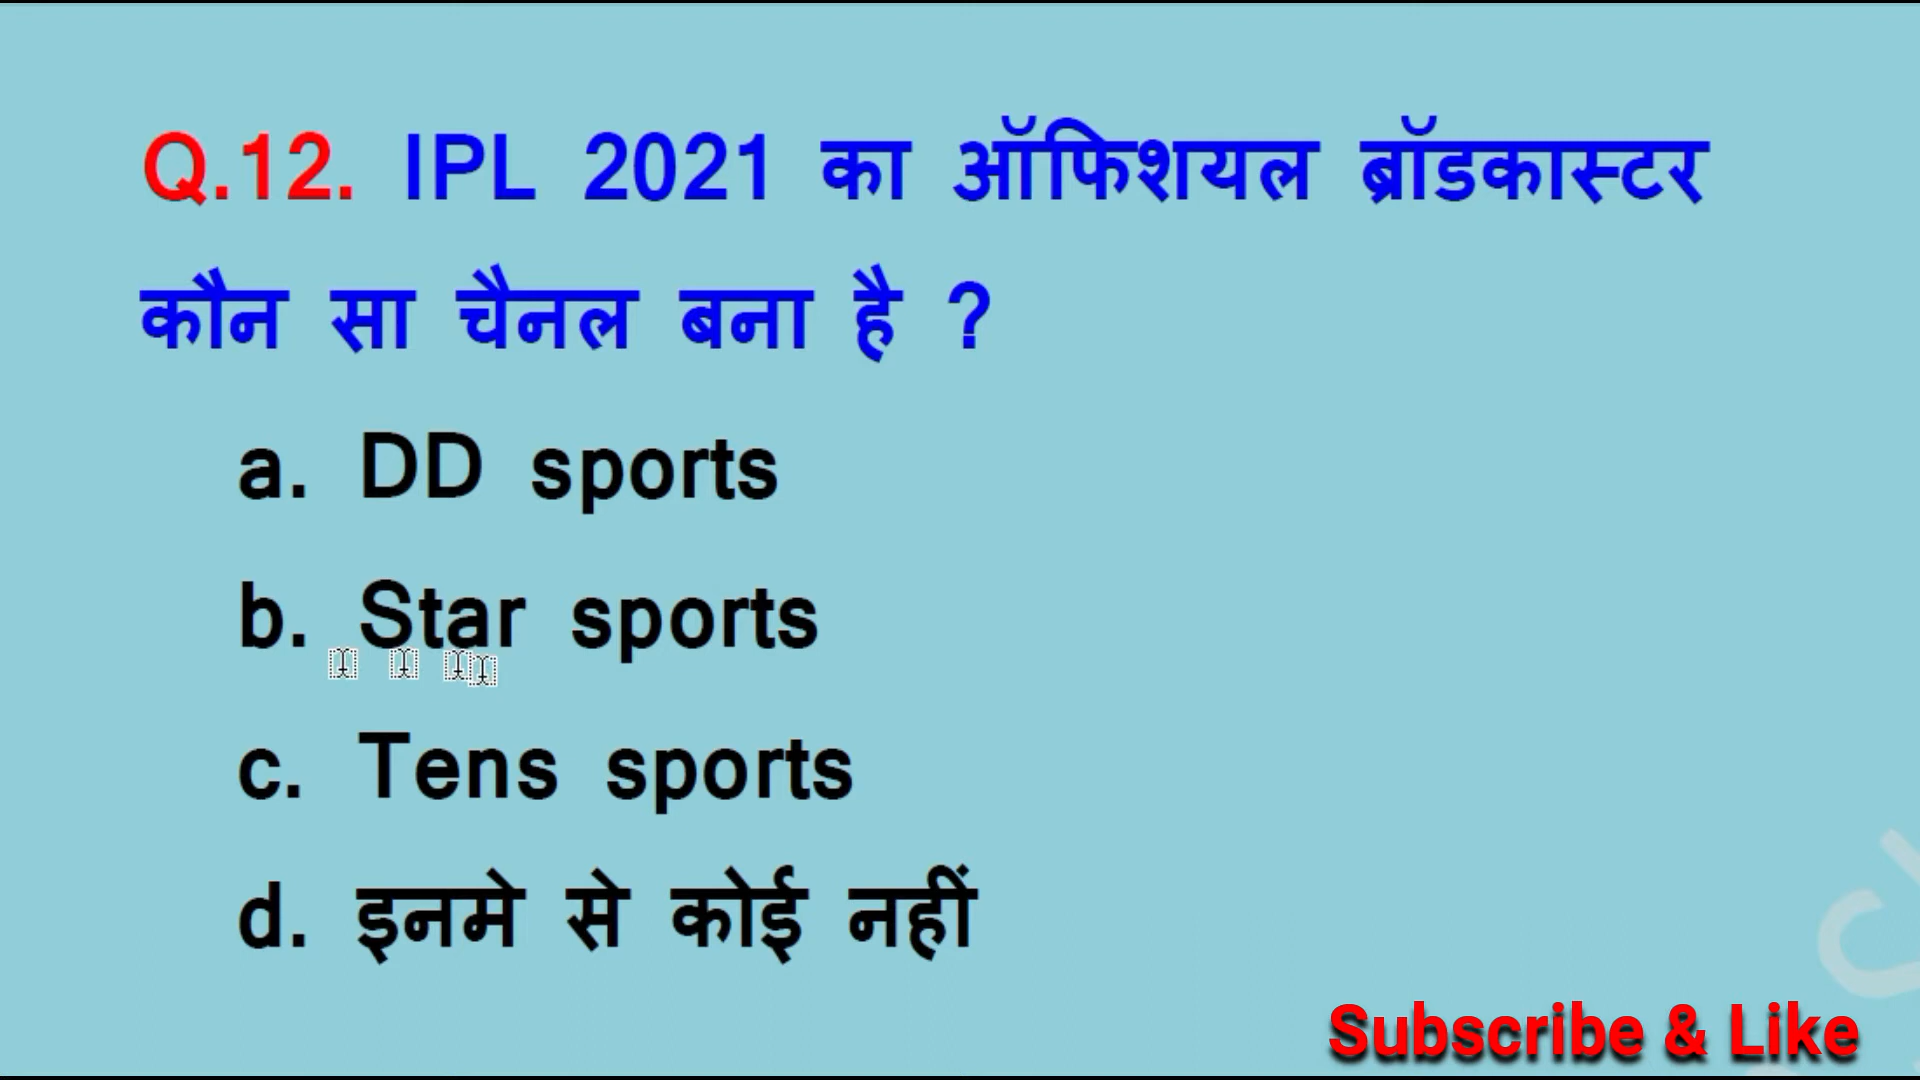 Q.12. IPL 2021 का ऑफिशयल ब्रॉडकास्टर
कौन सा चैनल बना है ?
a. DD sports
b. Star sports
c. Tens sports
d. इनमे से कोई नहीं
Subscribe & Like